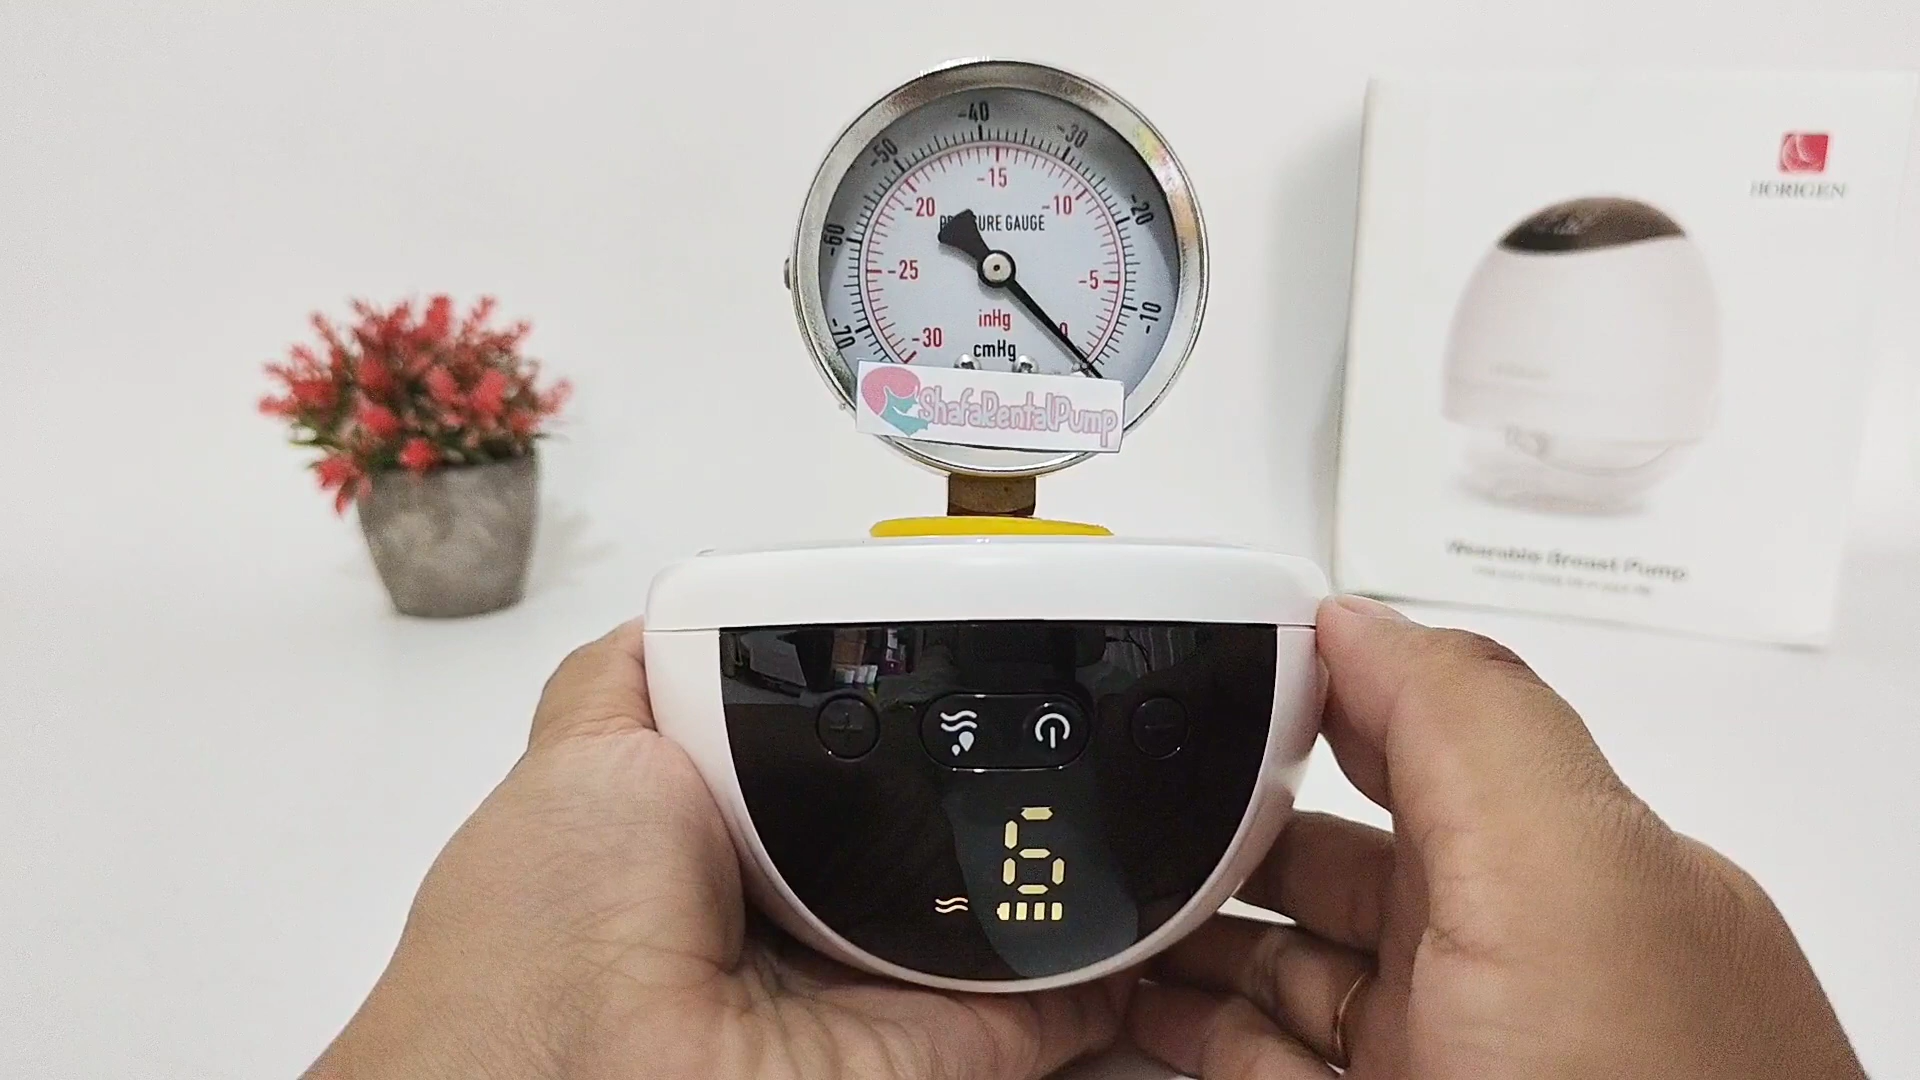 -40
-50
-30
-15
-20
-10
-20
PRESSURE GAUGE
-60
-25
-5
-10
inHg
0
-70
-30
cmHg
ShafaRentalPump
HORIGEN
Wearable Breast Pump
6